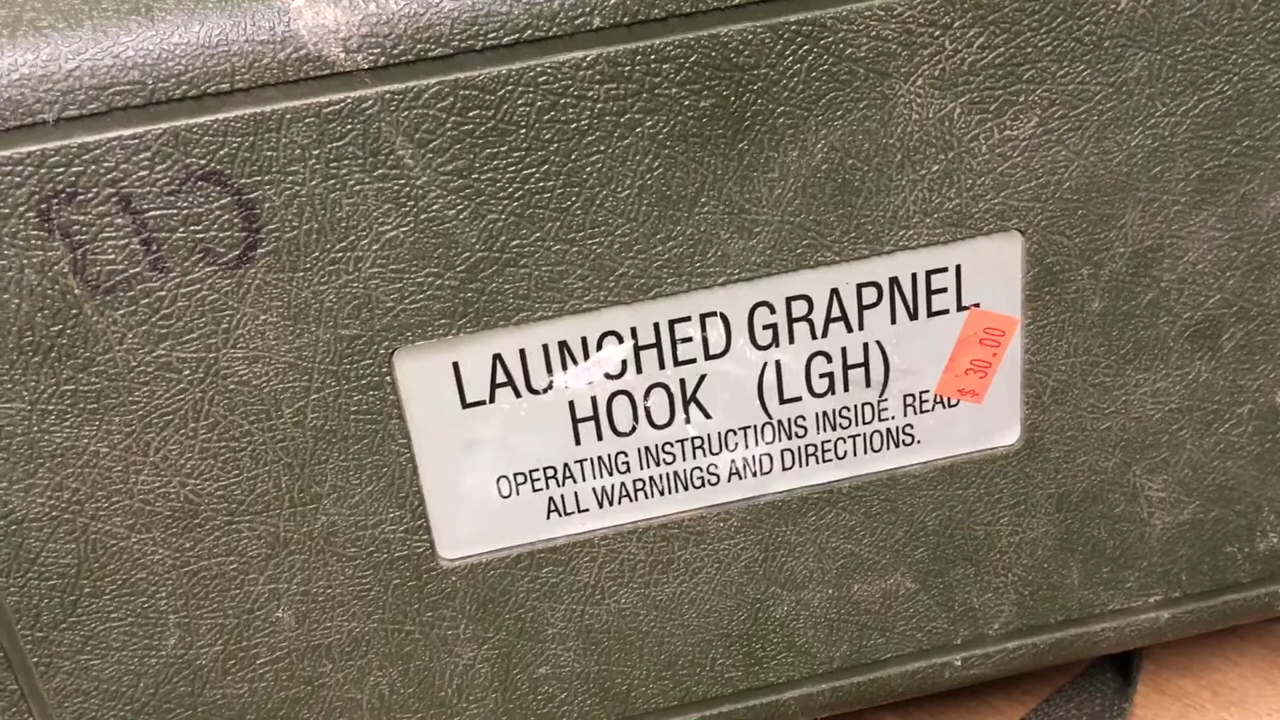 LAUNCHED GRAPNEL
HOOK (LGH)
OPERATING INSTRUCTIONS INSIDE. READ
ALL WARNINGS AND DIRECTIONS.
$ 30.00